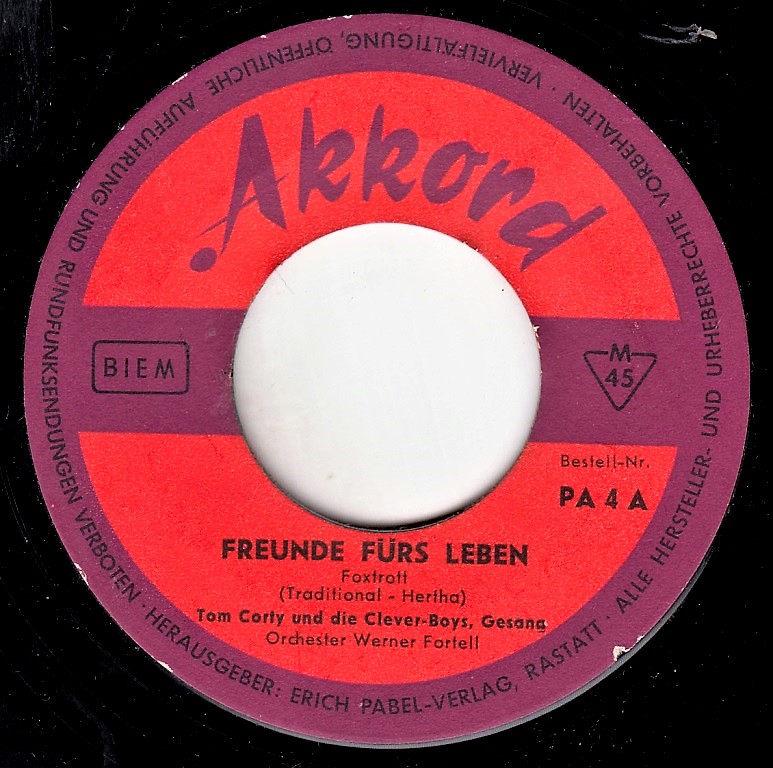 Akkord
BIEM
M
45
Bestell-Nr.
PA 4 A
FREUNDE FÜRS LEBEN
Foxtrott
(Traditional - Hertha)
Tom Corty und die Clever-Boys, Gesang
Orchester Werner Fortell
HERAUSGEBER: ERICH PABEL-VERLAG, RASTATT · ALLE HERSTELLER- UND URHEBERRECHTE VORBEHALTEN · VERVIELFÄLTIGUNG, ÖFFENTLICHE AUFFÜHRUNG UND RUNDFUNKSENDUNGEN VERBOTEN ·